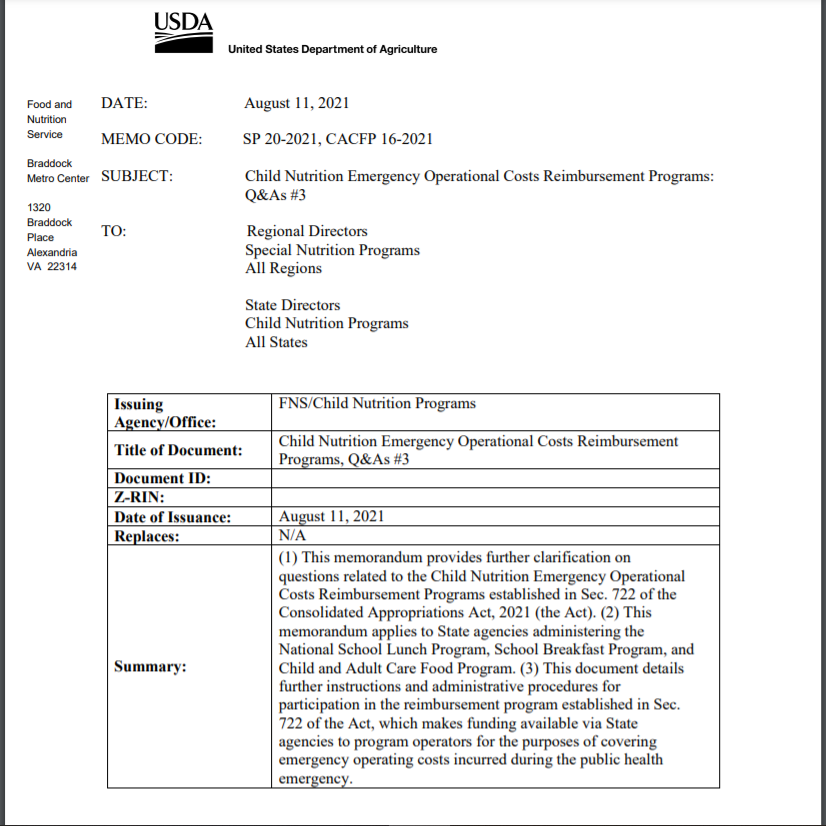 USDA
United States Department of Agriculture
Food and
Nutrition
Service
Braddock
Metro Center
1320
Braddock
Place
Alexandria
VA 22314
DATE: August 11, 2021
MEMO CODE: SP 20-2021, CACFP 16-2021
SUBJECT: Child Nutrition Emergency Operational Costs Reimbursement Programs:
Q&As #3
TO: Regional Directors
Special Nutrition Programs
All Regions
State Directors
Child Nutrition Programs
All States
Issuing
Agency/Office:
FNS/Child Nutrition Programs
Title of Document:
Child Nutrition Emergency Operational Costs Reimbursement
Programs, Q&As #3
Document ID:
Z-RIN:
Date of Issuance: August 11, 2021
Replaces: N/A
Summary:
(1) This memorandum provides further clarification on
questions related to the Child Nutrition Emergency Operational
Costs Reimbursement Programs established in Sec. 722 of the
Consolidated Appropriations Act, 2021 (the Act). (2) This
memorandum applies to State agencies administering the
National School Lunch Program, School Breakfast Program, and
Child and Adult Care Food Program. (3) This document details
further instructions and administrative procedures for
participation in the reimbursement program established in Sec.
722 of the Act, which makes funding available via State
agencies to program operators for the purposes of covering
emergency operating costs incurred during the public health
emergency.